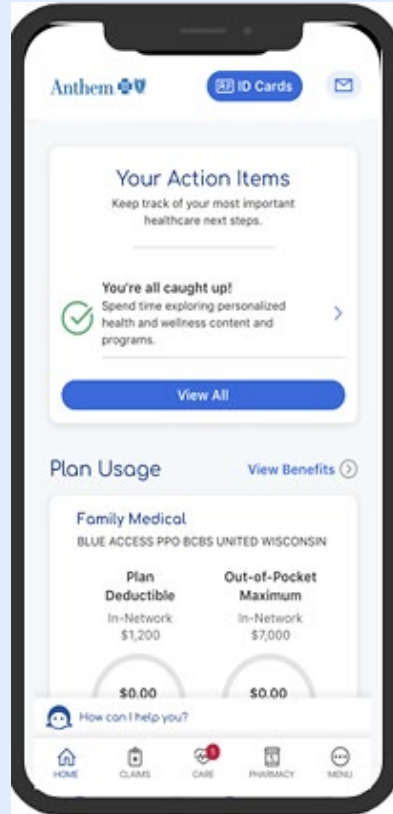 Anthem
ID Cards
Your Action Items
Keep track of your most important
healthcare next steps.
You're all caught up!
Spend time exploring personalized
health and wellness content and
programs.
View All
Plan Usage
View Benefits
Family Medical
BLUE ACCESS PPO BCBS UNITED WISCONSIN
Plan
Deductible
In-Network
$1,200
Out-of-Pocket
Maximum
In-Network
$7,000
$0.00
$0.00
How can I help you?
HOME
CLAIMS
1
CARE
PHARMACY
MENU